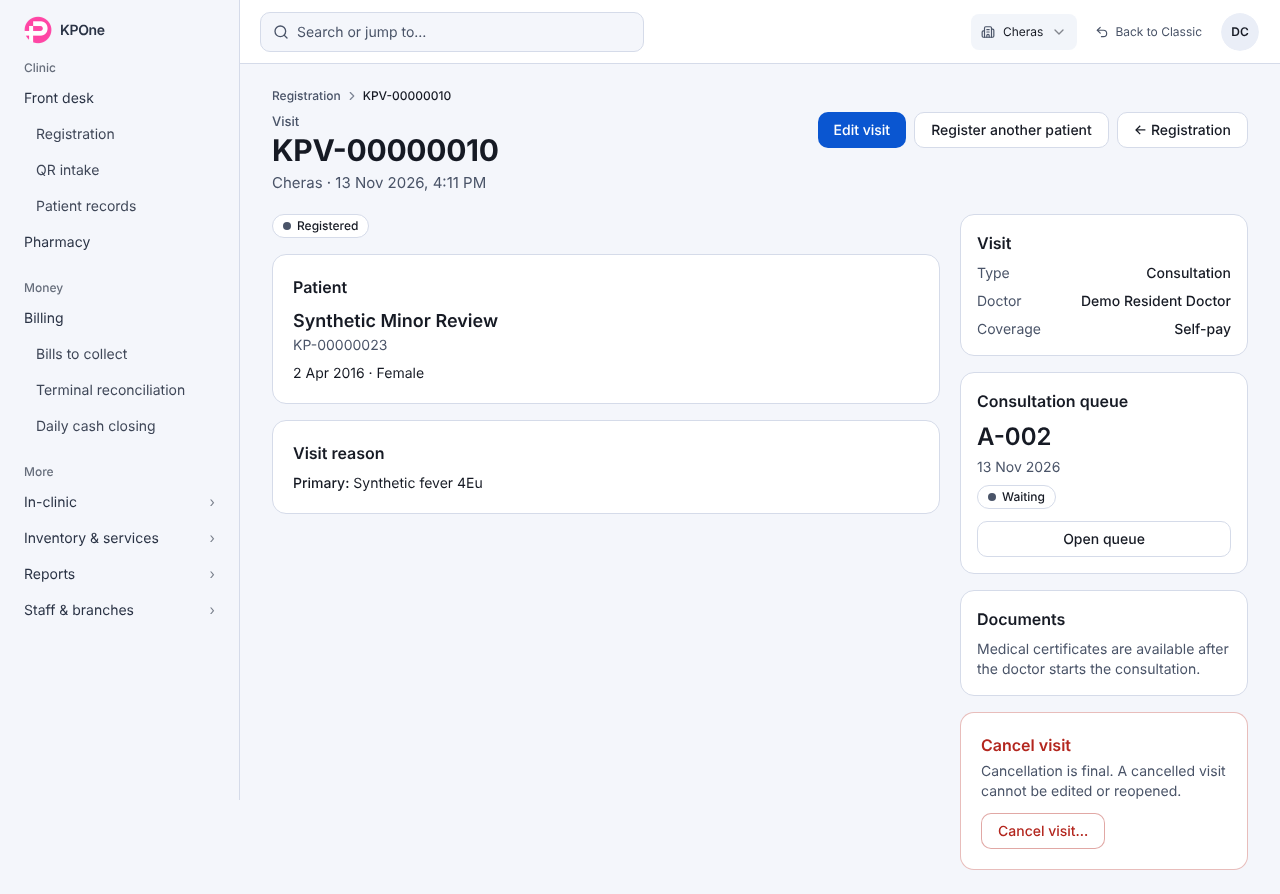 KPOne
Clinic
Front desk
Registration
QR intake
Patient records
Pharmacy
Money
Billing
Bills to collect
Terminal reconciliation
Daily cash closing
More
In-clinic
Inventory & services
Reports
Staff & branches
Search or jump to...
Cheras
Back to Classic
DC
Registration > KPV-00000010
Visit
KPV-00000010
Cheras · 13 Nov 2026, 4:11 PM
Edit visit
Register another patient
← Registration
Registered
Patient
Synthetic Minor Review
KP-00000023
2 Apr 2016 · Female
Visit reason
Primary: Synthetic fever 4Eu
Visit
Type Consultation
Doctor Demo Resident Doctor
Coverage Self-pay
Consultation queue
A-002
13 Nov 2026
Waiting
Open queue
Documents
Medical certificates are available after
the doctor starts the consultation.
Cancel visit
Cancellation is final. A cancelled visit
cannot be edited or reopened.
Cancel visit...